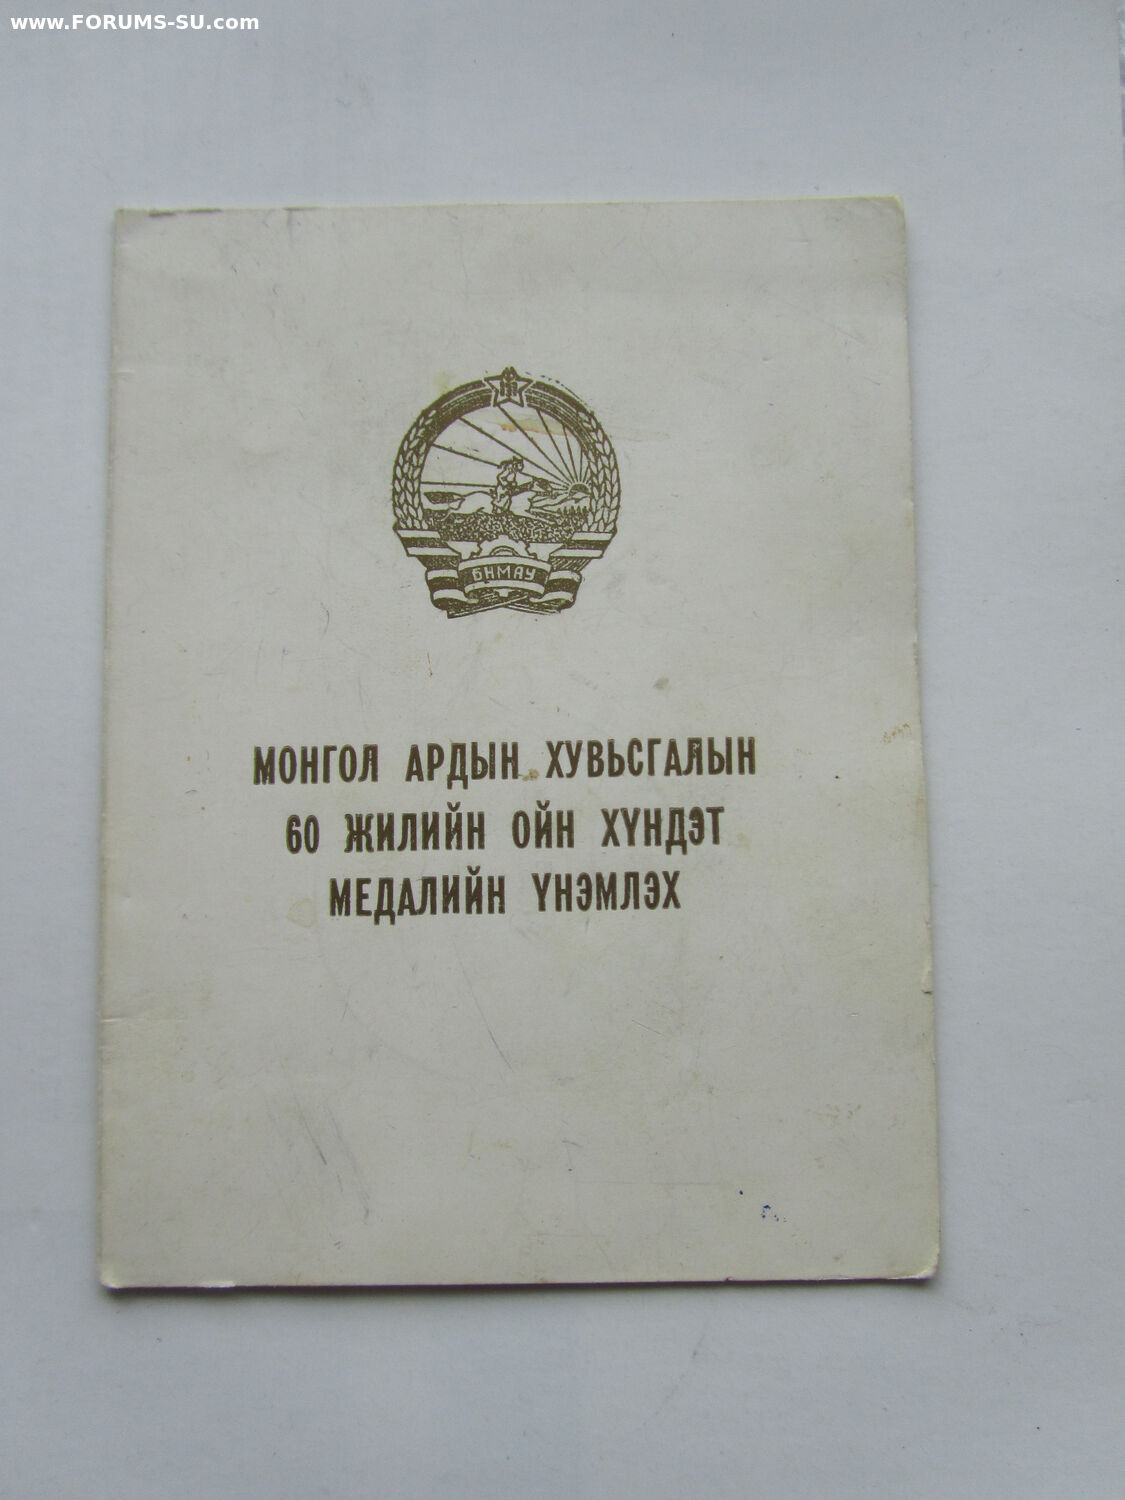 www.FORUMS-SU.com
БНМАУ
МОНГОЛ АРДЫН ХУВЬСГАЛЫН
60 ЖИЛИЙН ОЙН ХҮНДЭТ
МЕДАЛИЙН ҮНЭМЛЭХ